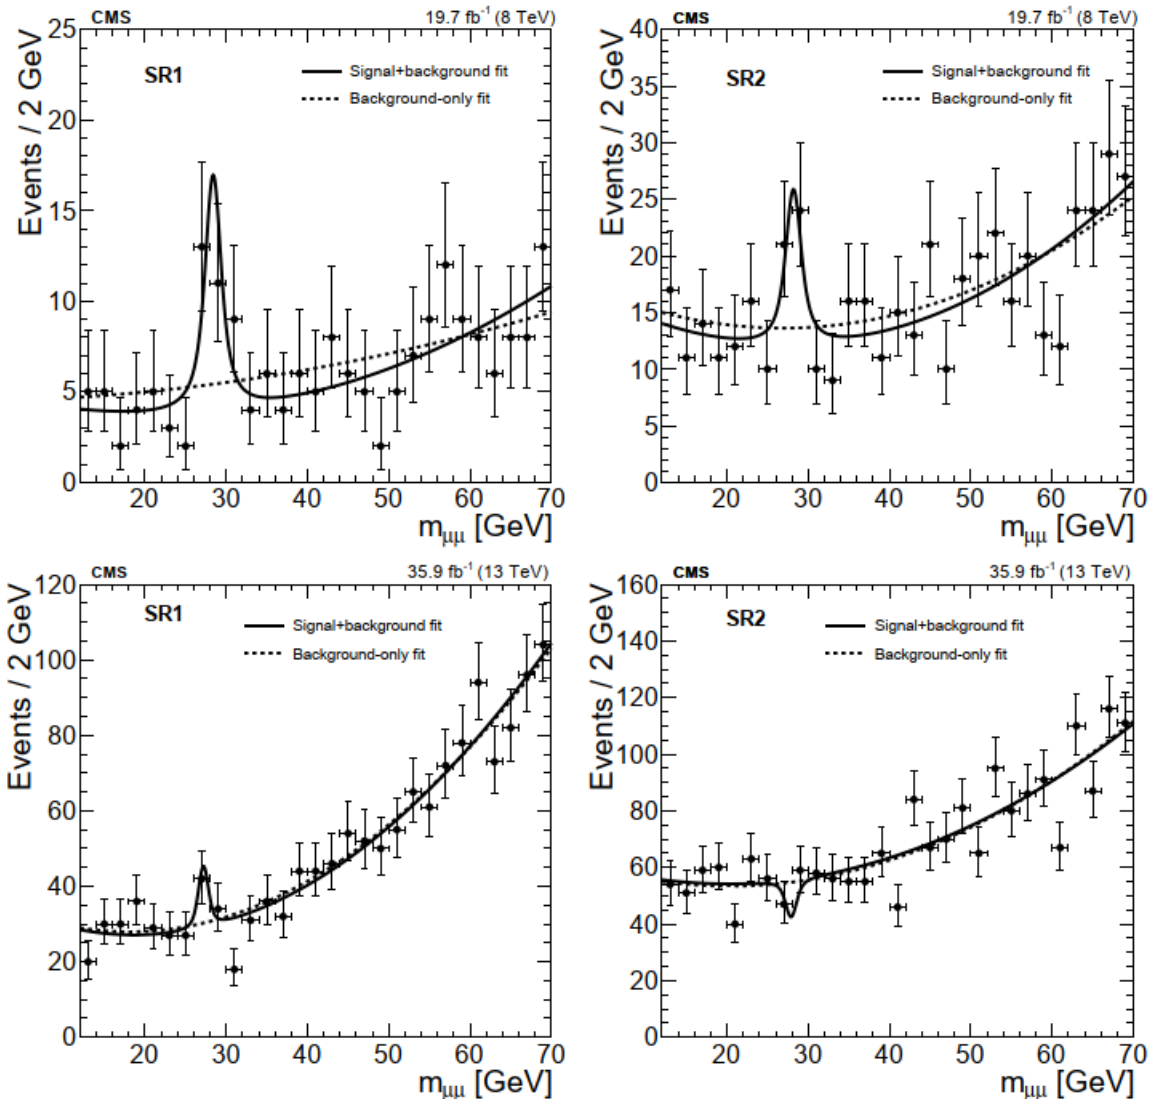 CMS 19.7 fb⁻¹ (8 TeV)
SR1
Signal+background fit
Background-only fit
Events / 2 GeV
25
20
15
10
5
0
20 30 40 50 60 70
mμμ [GeV]
CMS 19.7 fb⁻¹ (8 TeV)
SR2
Signal+background fit
Background-only fit
Events / 2 GeV
40
35
30
25
20
15
10
5
0
20 30 40 50 60 70
mμμ [GeV]
CMS 35.9 fb⁻¹ (13 TeV)
SR1
Signal+background fit
Background-only fit
Events / 2 GeV
120
100
80
60
40
20
0
20 30 40 50 60 70
mμμ [GeV]
CMS 35.9 fb⁻¹ (13 TeV)
SR2
Signal+background fit
Background-only fit
Events / 2 GeV
160
140
120
100
80
60
40
20
0
20 30 40 50 60 70
mμμ [GeV]